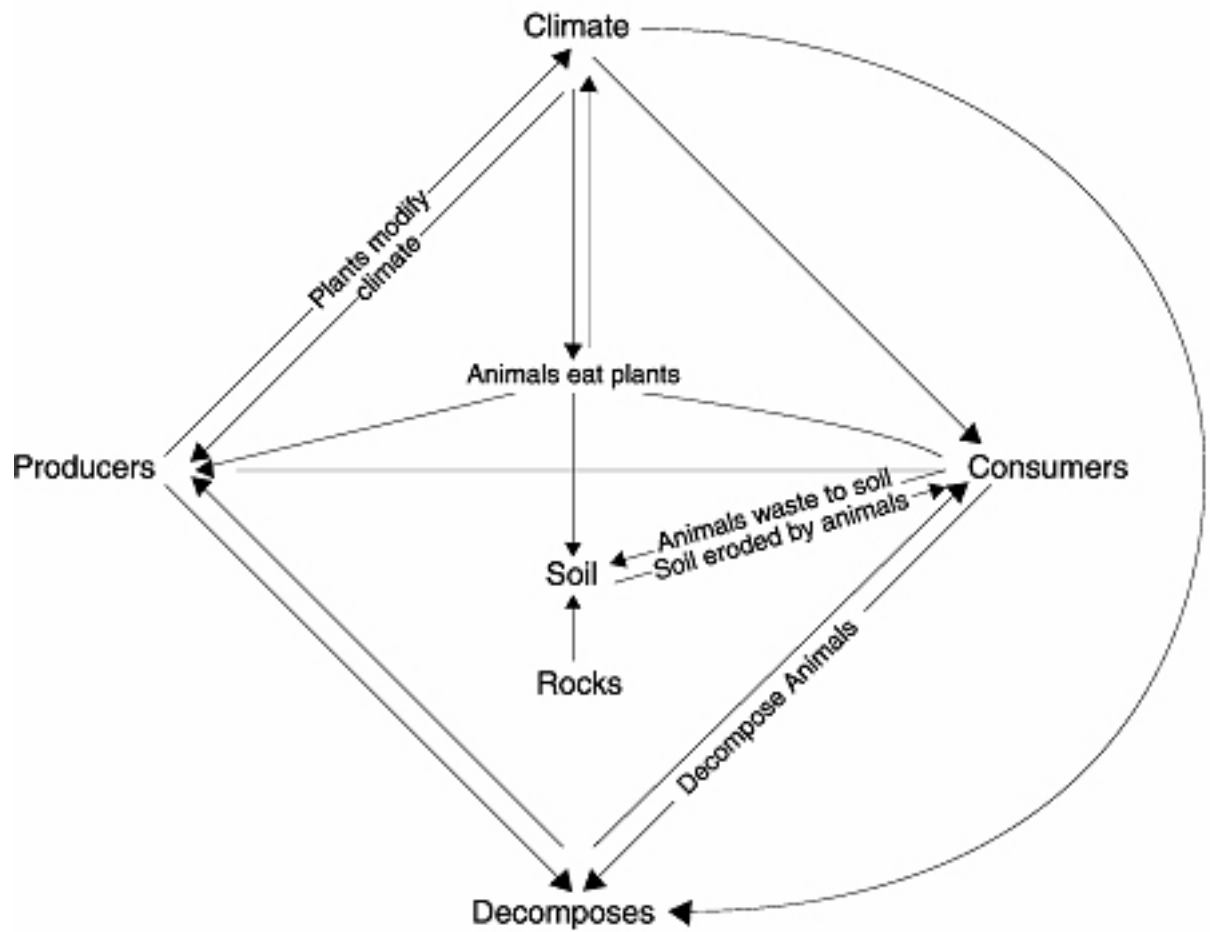 Climate
Plants modify
climate
Animals eat plants
Producers
Consumers
Animals waste to soil
Soil eroded by animals
Soil
Rocks
Decompose Animals
Decomposes